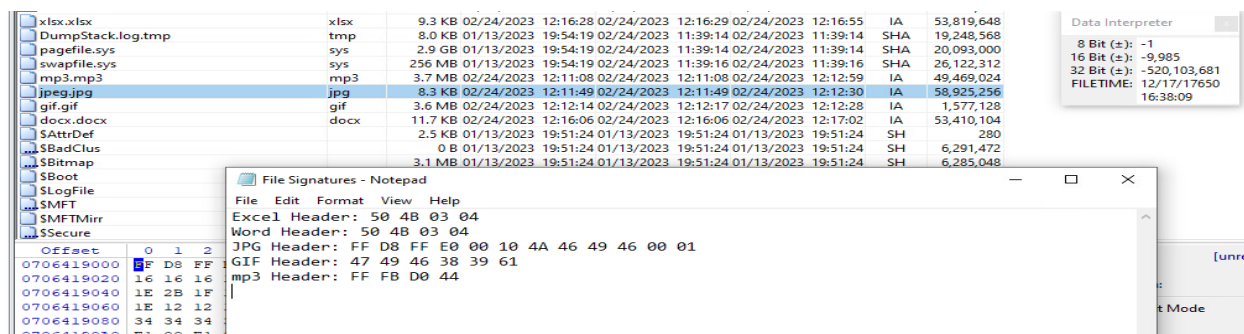 xlsx.xlsx xlsx 9.3 KB 02/24/2023 12:16:28 02/24/2023 12:16:29 02/24/2023 12:16:55 IA 53,819,648
DumpStack.log.tmp tmp 8.0 KB 01/13/2023 19:54:19 02/24/2023 11:39:14 02/24/2023 11:39:14 SHA 19,248,568
pagefile.sys sys 2.9 GB 01/13/2023 19:54:19 02/24/2023 11:39:14 02/24/2023 11:39:14 SHA 20,093,000
swapfile.sys sys 256 MB 01/13/2023 19:54:19 02/24/2023 11:39:16 02/24/2023 11:39:16 SHA 26,122,312
mp3.mp3 mp3 3.7 MB 02/24/2023 12:11:08 02/24/2023 12:11:08 02/24/2023 12:12:59 IA 49,469,024
jpeg.jpg jpg 8.3 KB 02/24/2023 12:11:49 02/24/2023 12:11:49 02/24/2023 12:12:30 IA 58,925,256
gif.gif gif 3.6 MB 02/24/2023 12:12:14 02/24/2023 12:12:17 02/24/2023 12:12:28 IA 1,577,128
docx.docx docx 11.7 KB 02/24/2023 12:16:06 02/24/2023 12:16:06 02/24/2023 12:17:02 IA 53,410,104
$AttrDef 2.5 KB 01/13/2023 19:51:24 01/13/2023 19:51:24 01/13/2023 19:51:24 SH 280
$BadClus 0 B 01/13/2023 19:51:24 01/13/2023 19:51:24 01/13/2023 19:51:24 SH 6,291,472
$Bitmap 3.1 MB 01/13/2023 19:51:24 01/13/2023 19:51:24 01/13/2023 19:51:24 SH 6,285,048
$Boot
$LogFile
$MFT
$MFTMirr
$Secure
Data Interpreter
8 Bit (±): -1
16 Bit (±): -9,985
32 Bit (±): -520,103,681
FILETIME: 12/17/17650
16:38:09
File Signatures - Notepad
File Edit Format View Help
Excel Header: 50 4B 03 04
Word Header: 50 4B 03 04
JPG Header: FF D8 FF E0 00 10 4A 46 49 46 00 01
GIF Header: 47 49 46 38 39 61
mp3 Header: FF FB D0 44
Offset 0 1 2
0706419000 FF D8 FF
0706419020 16 16 16
0706419040 1E 2B 1F
0706419060 1E 12 12
0706419080 34 34 34
[unre
t Mode